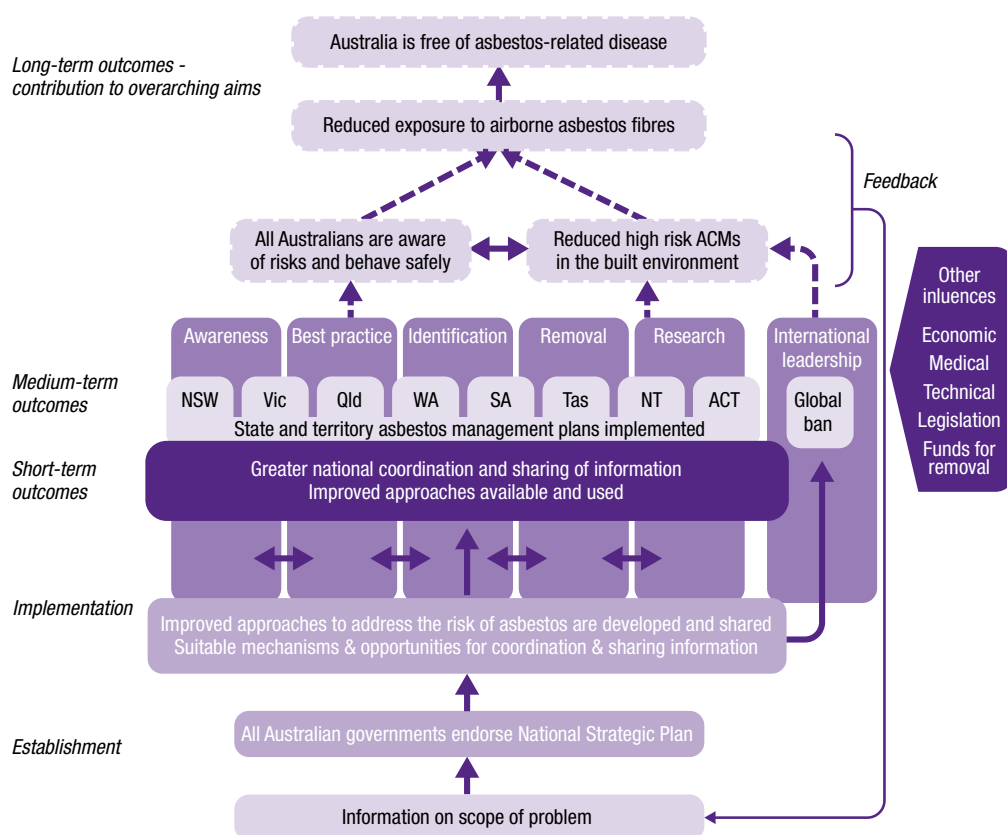 Australia is free of asbestos-related disease
Long-term outcomes -
contribution to overarching aims
Reduced exposure to airborne asbestos fibres
Feedback
All Australians are aware
of risks and behave safely
Reduced high risk ACMs
in the built environment
Other
inluences
Economic
Medical
Technical
Legislation
Funds for
removal
Awareness
Best practice
Identification
Removal
Research
International
leadership
Medium-term
outcomes
NSW
Vic
Qld
WA
SA
Tas
NT
ACT
Global
ban
State and territory asbestos management plans implemented
Short-term
outcomes
Greater national coordination and sharing of information
Improved approaches available and used
Implementation
Improved approaches to address the risk of asbestos are developed and shared
Suitable mechanisms & opportunities for coordination & sharing information
Establishment
All Australian governments endorse National Strategic Plan
Information on scope of problem